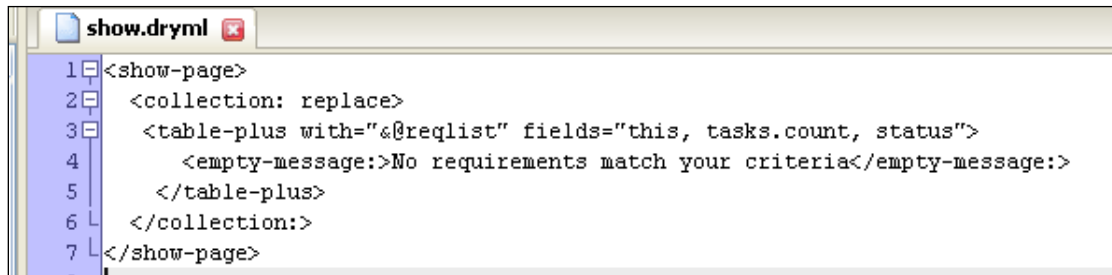 show.dryml
1 <show-page>
2   <collection: replace>
3    <table-plus with="&@reqlist" fields="this, tasks.count, status">
4       <empty-message:>No requirements match your criteria</empty-message:>
5     </table-plus>
6   </collection:>
7 </show-page>